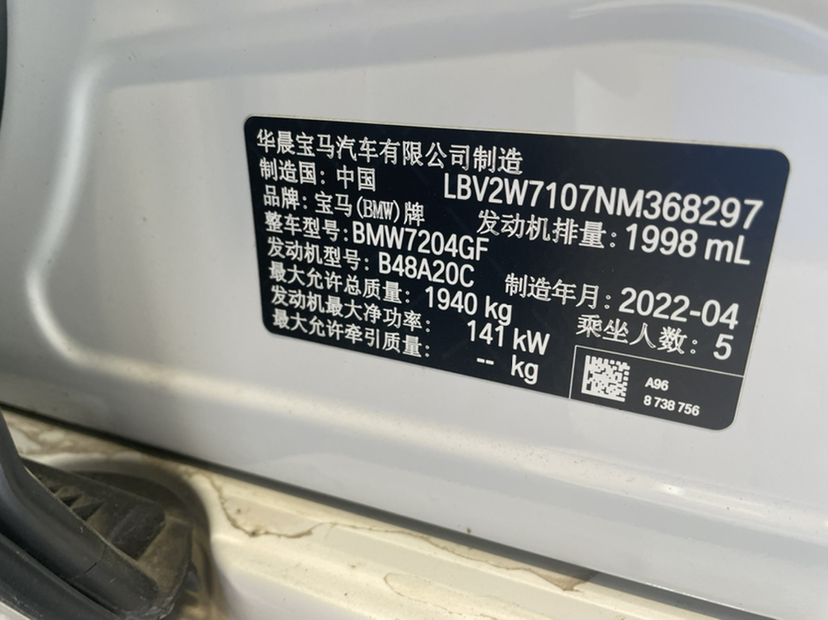 华晨宝马汽车有限公司制造
制造国: 中国 LBV2W7107NM368297
品牌: 宝马(BMW)牌 发动机排量: 1998 mL
整车型号: BMW7204GF
发动机型号: B48A20C 制造年月: 2022-04
最大允许总质量: 1940 kg 乘坐人数: 5
发动机最大净功率: 141 kW
最大允许牵引质量: -- kg
A96
8 738 756